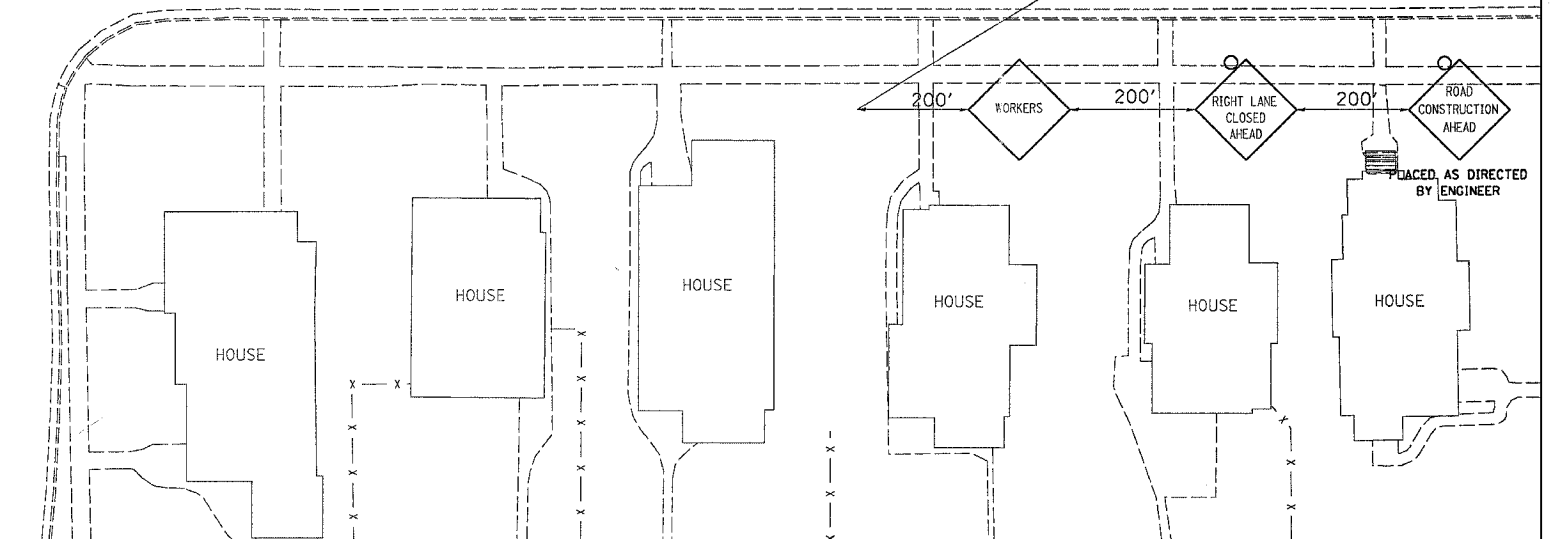 200'
WORKERS
200'
RIGHT LANE
CLOSED
AHEAD
200'
ROAD
CONSTRUCTION
AHEAD
PLACED AS DIRECTED
BY ENGINEER
HOUSE
HOUSE
HOUSE
HOUSE
HOUSE
HOUSE